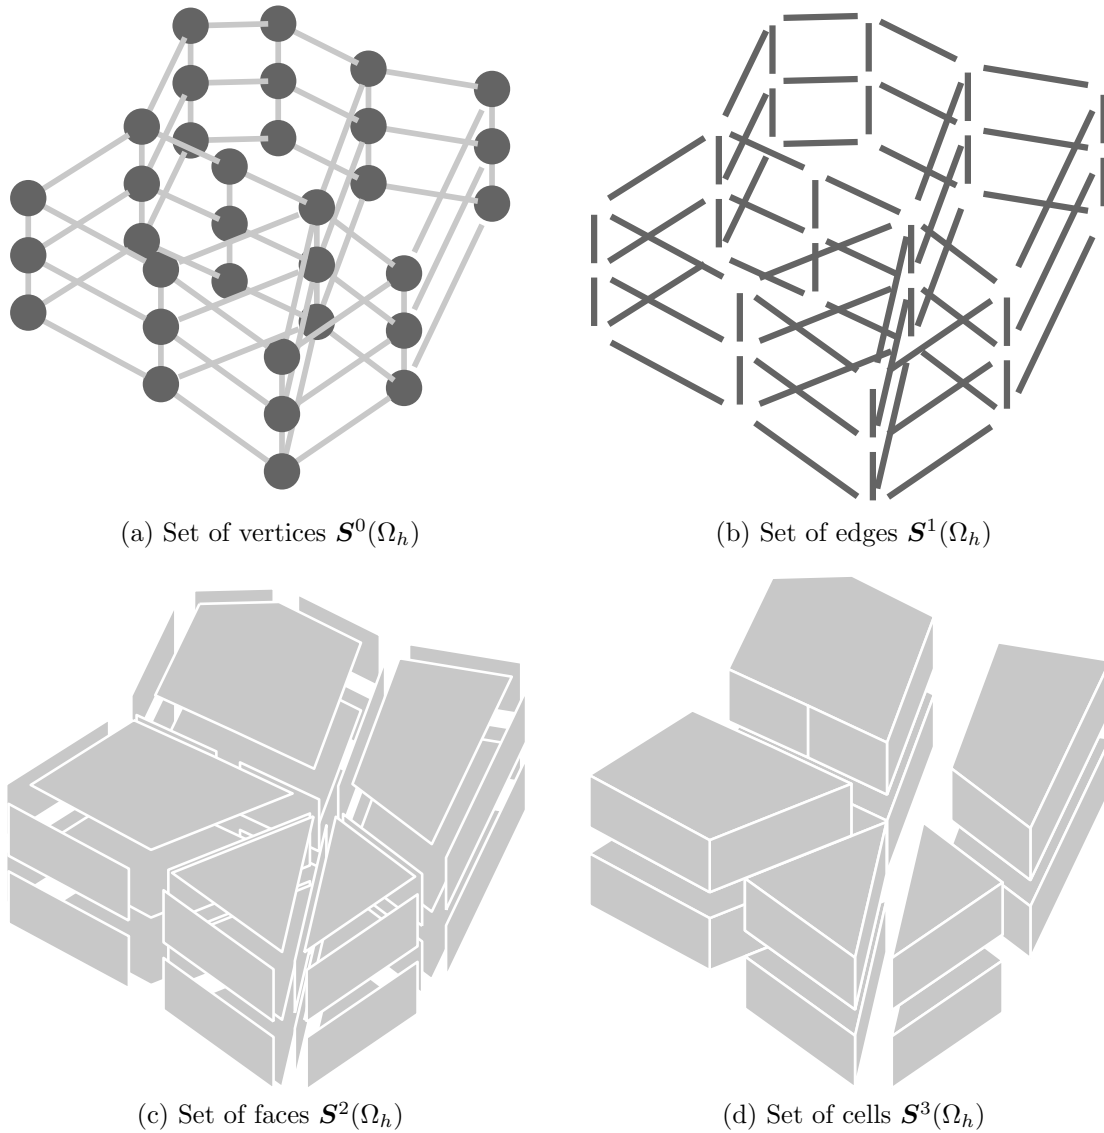 (a) Set of vertices S⁰(Ωₕ)
(b) Set of edges S¹(Ωₕ)
(c) Set of faces S²(Ωₕ)
(d) Set of cells S³(Ωₕ)